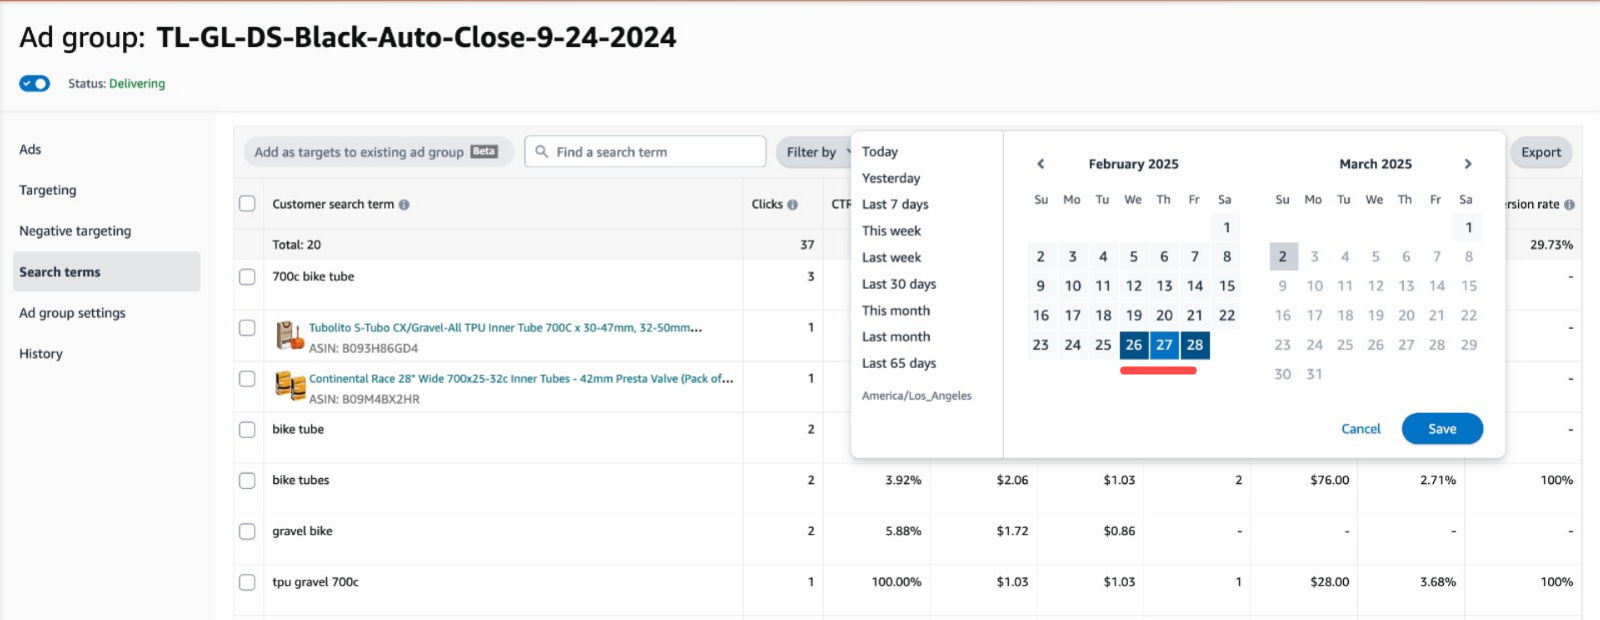 Ad group: TL-GL-DS-Black-Auto-Close-9-24-2024
Status: Delivering
Ads
Targeting
Negative targeting
Search terms
Ad group settings
History
Add as targets to existing ad group Beta
Find a search term
Filter by
Export
Customer search term
Clicks
CTR
rsion rate
Total: 20 37 29.73%
700c bike tube 3 -
Tubolito S-Tubo CX/Gravel-All TPU Inner Tube 700C x 30-47mm, 32-50mm... 1 -
ASIN: B093H86GD4
Continental Race 28" Wide 700x25-32c Inner Tubes - 42mm Presta Valve (Pack of... 1 -
ASIN: B09M4BX2HR
bike tube 2 -
bike tubes 2 3.92% $2.06 $1.03 2 $76.00 2.71% 100%
gravel bike 2 5.88% $1.72 $0.86 - - - -
tpu gravel 700c 1 100.00% $1.03 $1.03 1 $28.00 3.68% 100%
Today
Yesterday
Last 7 days
This week
Last week
Last 30 days
This month
Last month
Last 65 days
America/Los_Angeles
February 2025
Su Mo Tu We Th Fr Sa
1
2 3 4 5 6 7 8
9 10 11 12 13 14 15
16 17 18 19 20 21 22
23 24 25 26 27 28
March 2025
Su Mo Tu We Th Fr Sa
1
2 3 4 5 6 7 8
9 10 11 12 13 14 15
16 17 18 19 20 21 22
23 24 25 26 27 28 29
30 31
Cancel
Save